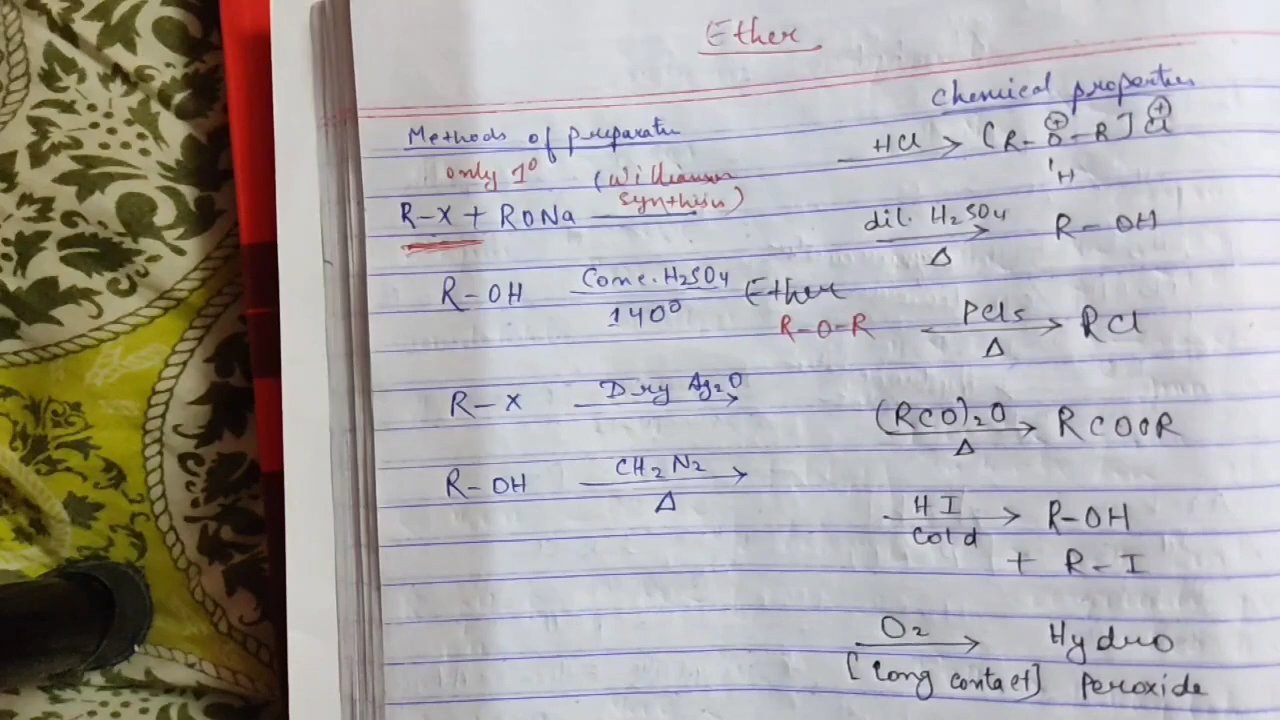 Ether
Chemical properties
Methods of preparatn
only 1° (Williamson
synthesis)
R-X + RONa
R-OH Conc. H₂SO₄
140°
Ether
R-O-R
R-X Dry Ag₂O →
R-OH CH₂N₂ →
Δ
HCl → [R-O⊕-R] Cl⊕
H
dil. H₂SO₄ → R-OH
Δ
PCl₅ → RCl
Δ
(RCO)₂O → RCOOR
Δ
HI → R-OH
Cold + R-I
O₂ → Hydro
[long contact] peroxide